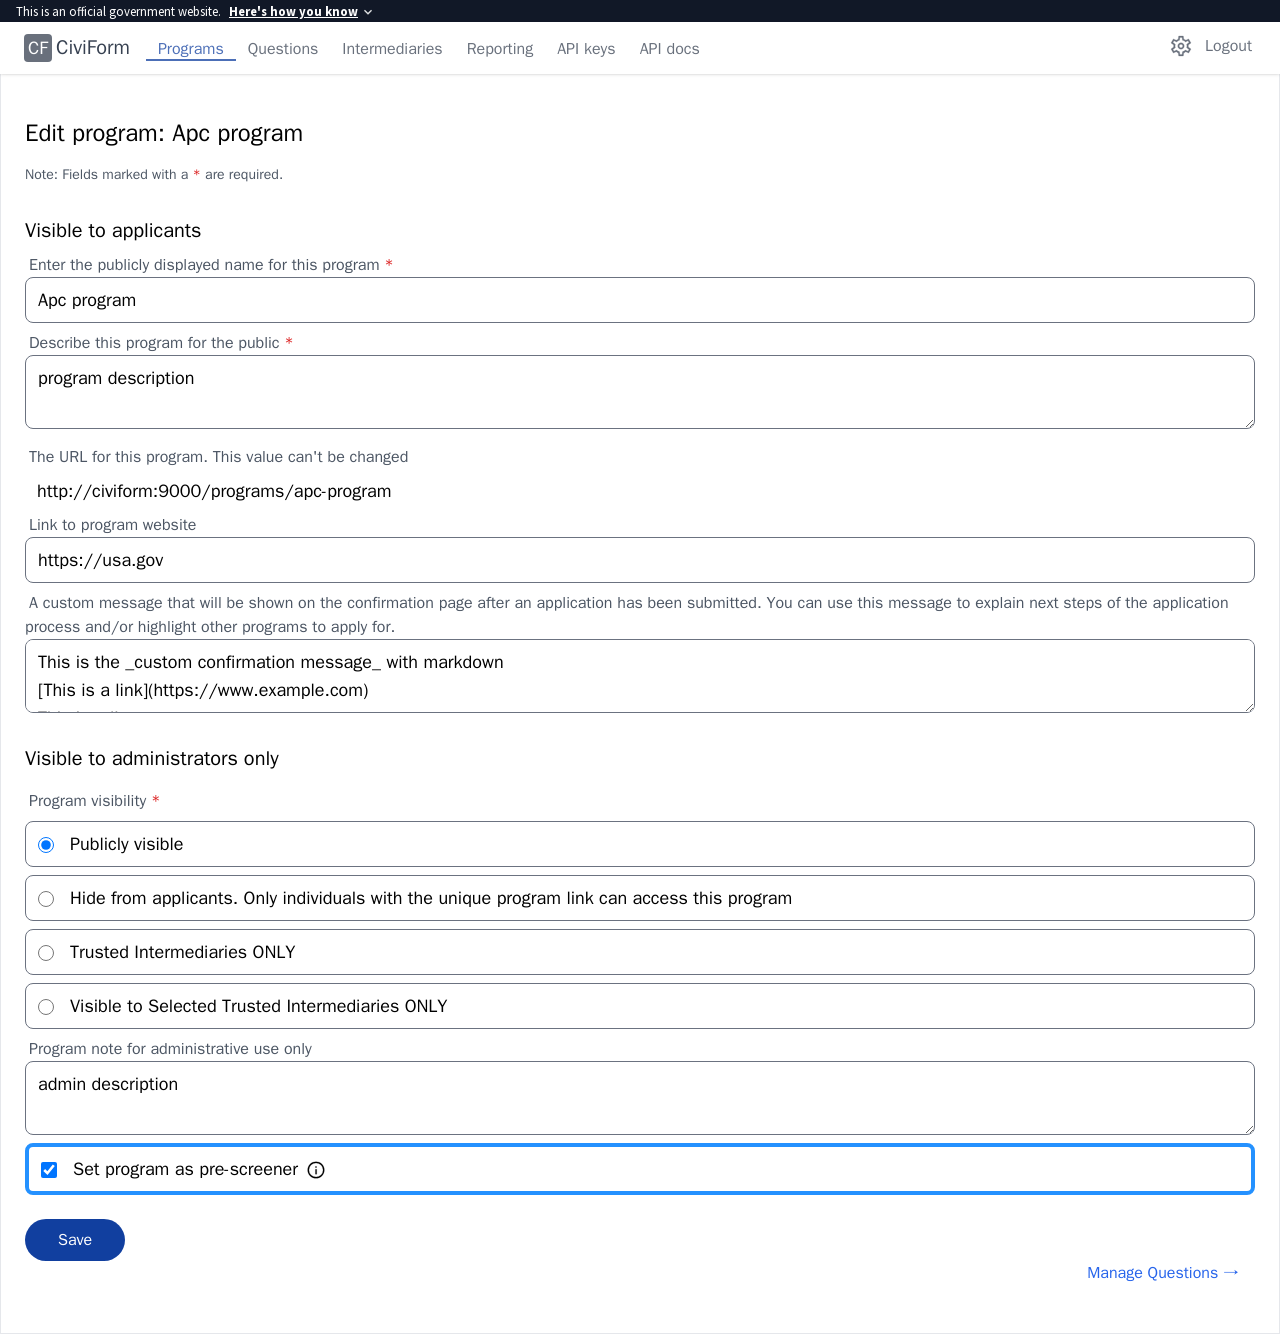 This is an official government website. Here's how you know
CF CiviForm Programs Questions Intermediaries Reporting API keys API docs Logout
Edit program: Apc program
Note: Fields marked with a * are required.
Visible to applicants
Enter the publicly displayed name for this program *
Apc program
Describe this program for the public *
program description
The URL for this program. This value can't be changed
http://civiform:9000/programs/apc-program
Link to program website
https://usa.gov
A custom message that will be shown on the confirmation page after an application has been submitted. You can use this message to explain next steps of the application
process and/or highlight other programs to apply for.
This is the _custom confirmation message_ with markdown
[This is a link](https://www.example.com)
Visible to administrators only
Program visibility *
Publicly visible
Hide from applicants. Only individuals with the unique program link can access this program
Trusted Intermediaries ONLY
Visible to Selected Trusted Intermediaries ONLY
Program note for administrative use only
admin description
Set program as pre-screener
Save
Manage Questions →